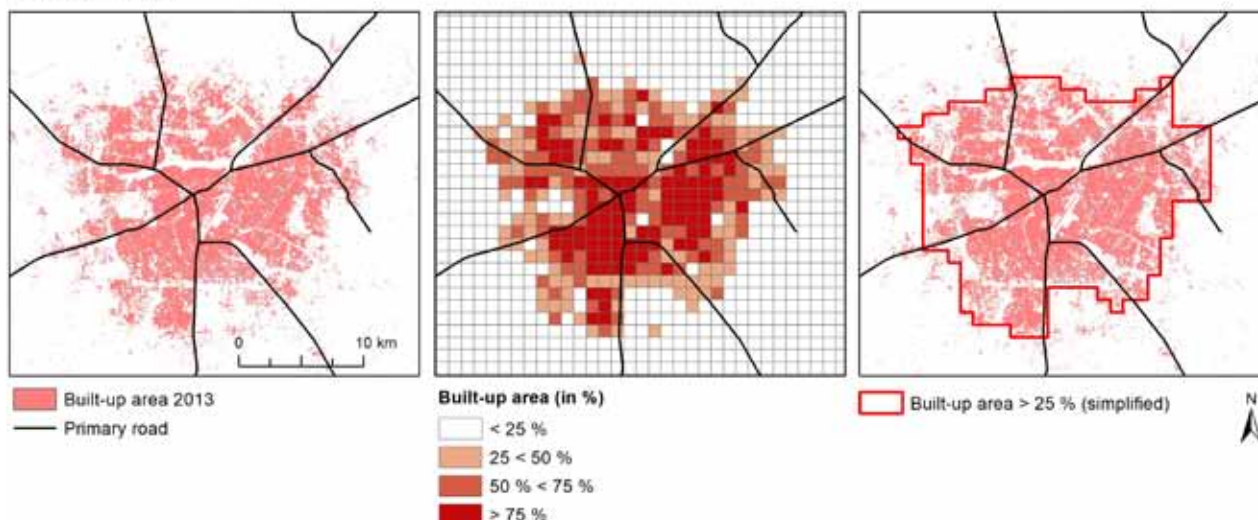 0 10 km
Built-up area 2013
Primary road
Built-up area (in %)
< 25 %
25 < 50 %
50 % < 75 %
> 75 %
Built-up area > 25 % (simplified)
N